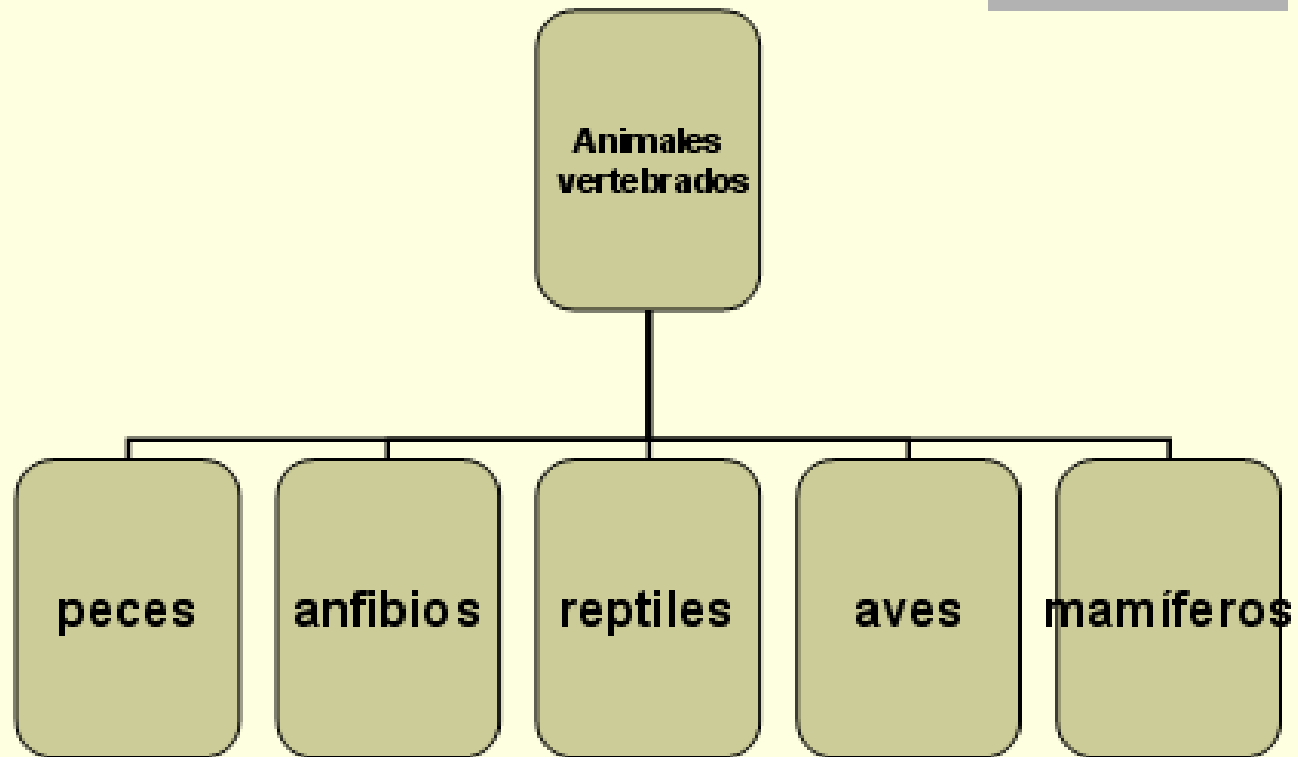 Animales
vertebrados
peces
anfibios
reptiles
aves
mamíferos